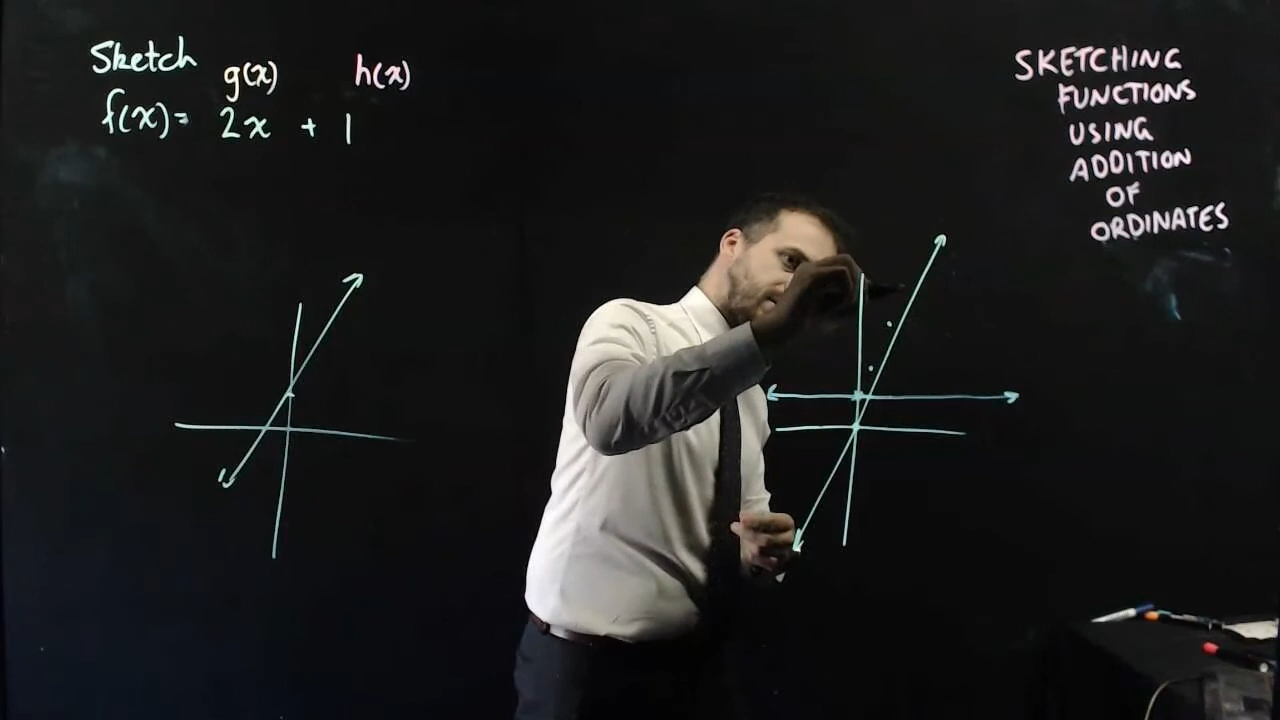 Sketch
g(x) h(x)
f(x)= 2x + 1
SKETCHING
FUNCTIONS
USING
ADDITION
OF
ORDINATES